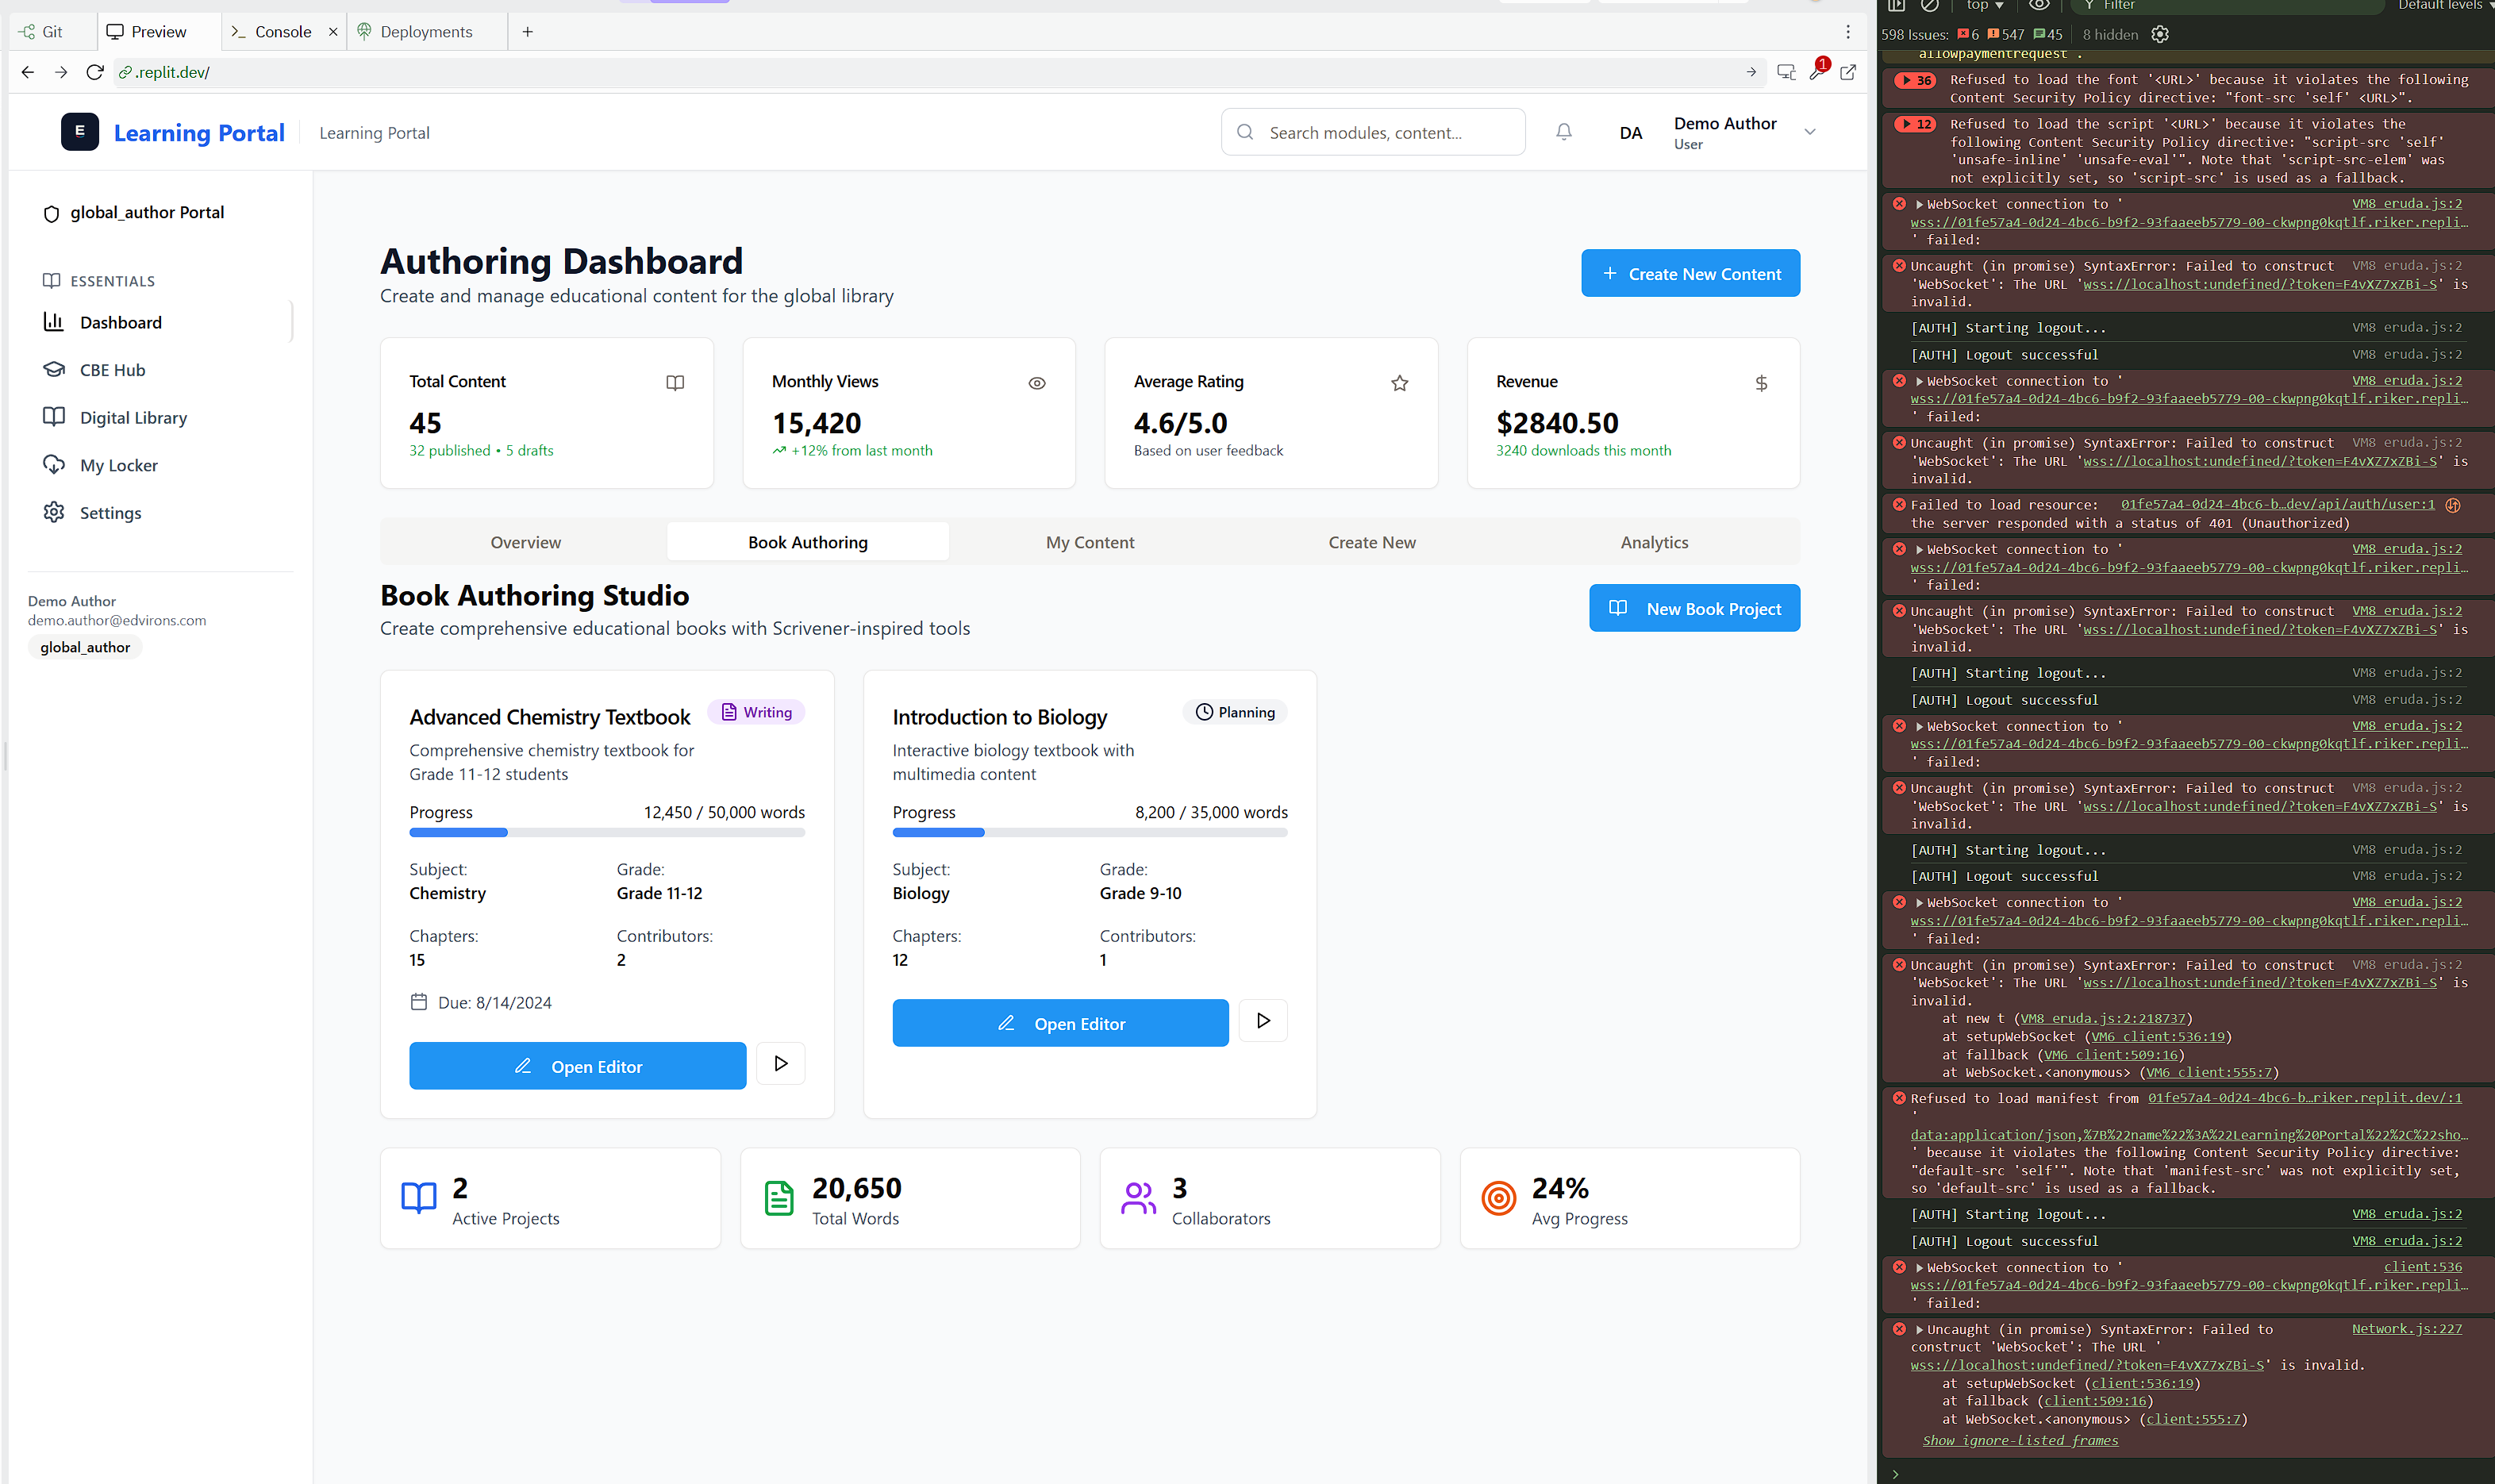 Git
Preview
Console
Deployments
.replit.dev/
1
E
Learning Portal
Learning Portal
Search modules, content...
DA
Demo Author
User
global_author Portal
ESSENTIALS
Dashboard
CBE Hub
Digital Library
My Locker
Settings
Demo Author
demo.author@edvirons.com
global_author
Authoring Dashboard
Create and manage educational content for the global library
Create New Content
Total Content
45
32 published • 5 drafts
Monthly Views
15,420
+12% from last month
Average Rating
4.6/5.0
Based on user feedback
Revenue
$2840.50
3240 downloads this month
Overview
Book Authoring
My Content
Create New
Analytics
Book Authoring Studio
Create comprehensive educational books with Scrivener-inspired tools
New Book Project
Advanced Chemistry Textbook
Writing
Comprehensive chemistry textbook for
Grade 11-12 students
Progress 12,450 / 50,000 words
Subject: Grade:
Chemistry Grade 11-12
Chapters: Contributors:
15 2
Due: 8/14/2024
Open Editor
Introduction to Biology
Planning
Interactive biology textbook with
multimedia content
Progress 8,200 / 35,000 words
Subject: Grade:
Biology Grade 9-10
Chapters: Contributors:
12 1
Open Editor
2
Active Projects
20,650
Total Words
3
Collaborators
24%
Avg Progress
top Filter Default levels
598 Issues: 6 547 45 8 hidden
allowpaymentrequest'.
36 Refused to load the font '<URL>' because it violates the following
Content Security Policy directive: "font-src 'self' <URL>".
12 Refused to load the script '<URL>' because it violates the
following Content Security Policy directive: "script-src 'self'
'unsafe-inline' 'unsafe-eval'". Note that 'script-src-elem' was
not explicitly set, so 'script-src' is used as a fallback.
WebSocket connection to ' VM8 eruda.js:2
wss://01fe57a4-0d24-4bc6-b9f2-93faaeeb5779-00-ckwpng0kqtlf.riker.repli…
' failed:
Uncaught (in promise) SyntaxError: Failed to construct VM8 eruda.js:2
'WebSocket': The URL 'wss://localhost:undefined/?token=F4vXZ7xZBi-S' is
invalid.
[AUTH] Starting logout... VM8 eruda.js:2
[AUTH] Logout successful VM8 eruda.js:2
WebSocket connection to ' VM8 eruda.js:2
wss://01fe57a4-0d24-4bc6-b9f2-93faaeeb5779-00-ckwpng0kqtlf.riker.repli…
' failed:
Uncaught (in promise) SyntaxError: Failed to construct VM8 eruda.js:2
'WebSocket': The URL 'wss://localhost:undefined/?token=F4vXZ7xZBi-S' is
invalid.
Failed to load resource: 01fe57a4-0d24-4bc6-b…dev/api/auth/user:1
the server responded with a status of 401 (Unauthorized)
WebSocket connection to ' VM8 eruda.js:2
wss://01fe57a4-0d24-4bc6-b9f2-93faaeeb5779-00-ckwpng0kqtlf.riker.repli…
' failed:
Uncaught (in promise) SyntaxError: Failed to construct VM8 eruda.js:2
'WebSocket': The URL 'wss://localhost:undefined/?token=F4vXZ7xZBi-S' is
invalid.
[AUTH] Starting logout... VM8 eruda.js:2
[AUTH] Logout successful VM8 eruda.js:2
WebSocket connection to ' VM8 eruda.js:2
wss://01fe57a4-0d24-4bc6-b9f2-93faaeeb5779-00-ckwpng0kqtlf.riker.repli…
' failed:
Uncaught (in promise) SyntaxError: Failed to construct VM8 eruda.js:2
'WebSocket': The URL 'wss://localhost:undefined/?token=F4vXZ7xZBi-S' is
invalid.
[AUTH] Starting logout... VM8 eruda.js:2
[AUTH] Logout successful VM8 eruda.js:2
WebSocket connection to ' VM8 eruda.js:2
wss://01fe57a4-0d24-4bc6-b9f2-93faaeeb5779-00-ckwpng0kqtlf.riker.repli…
' failed:
Uncaught (in promise) SyntaxError: Failed to construct VM8 eruda.js:2
'WebSocket': The URL 'wss://localhost:undefined/?token=F4vXZ7xZBi-S' is
invalid.
at new t (VM8 eruda.js:2:218737)
at setupWebSocket (VM6 client:536:19)
at fallback (VM6 client:509:16)
at WebSocket.<anonymous> (VM6 client:555:7)
Refused to load manifest from 01fe57a4-0d24-4bc6-b…riker.replit.dev/:1
'
data:application/json,%7B%22name%22%3A%22Learning%20Portal%22%2C%22sho…
' because it violates the following Content Security Policy directive:
"default-src 'self'". Note that 'manifest-src' was not explicitly set,
so 'default-src' is used as a fallback.
[AUTH] Starting logout... VM8 eruda.js:2
[AUTH] Logout successful VM8 eruda.js:2
WebSocket connection to ' client:536
wss://01fe57a4-0d24-4bc6-b9f2-93faaeeb5779-00-ckwpng0kqtlf.riker.repli…
' failed:
Uncaught (in promise) SyntaxError: Failed to Network.js:227
construct 'WebSocket': The URL '
wss://localhost:undefined/?token=F4vXZ7xZBi-S' is invalid.
at setupWebSocket (client:536:19)
at fallback (client:509:16)
at WebSocket.<anonymous> (client:555:7)
Show ignore-listed frames